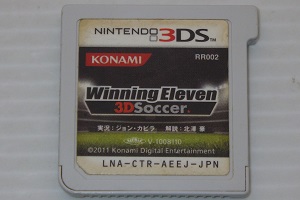 NINTENDO 3DS
KONAMI
RR002
Winning Eleven
3DSoccer
実況:ジョン・カビラ 解説:北澤 豪
V-1008110
©2011 Konami Digital Entertainment
LNA-CTR-AEEJ-JPN